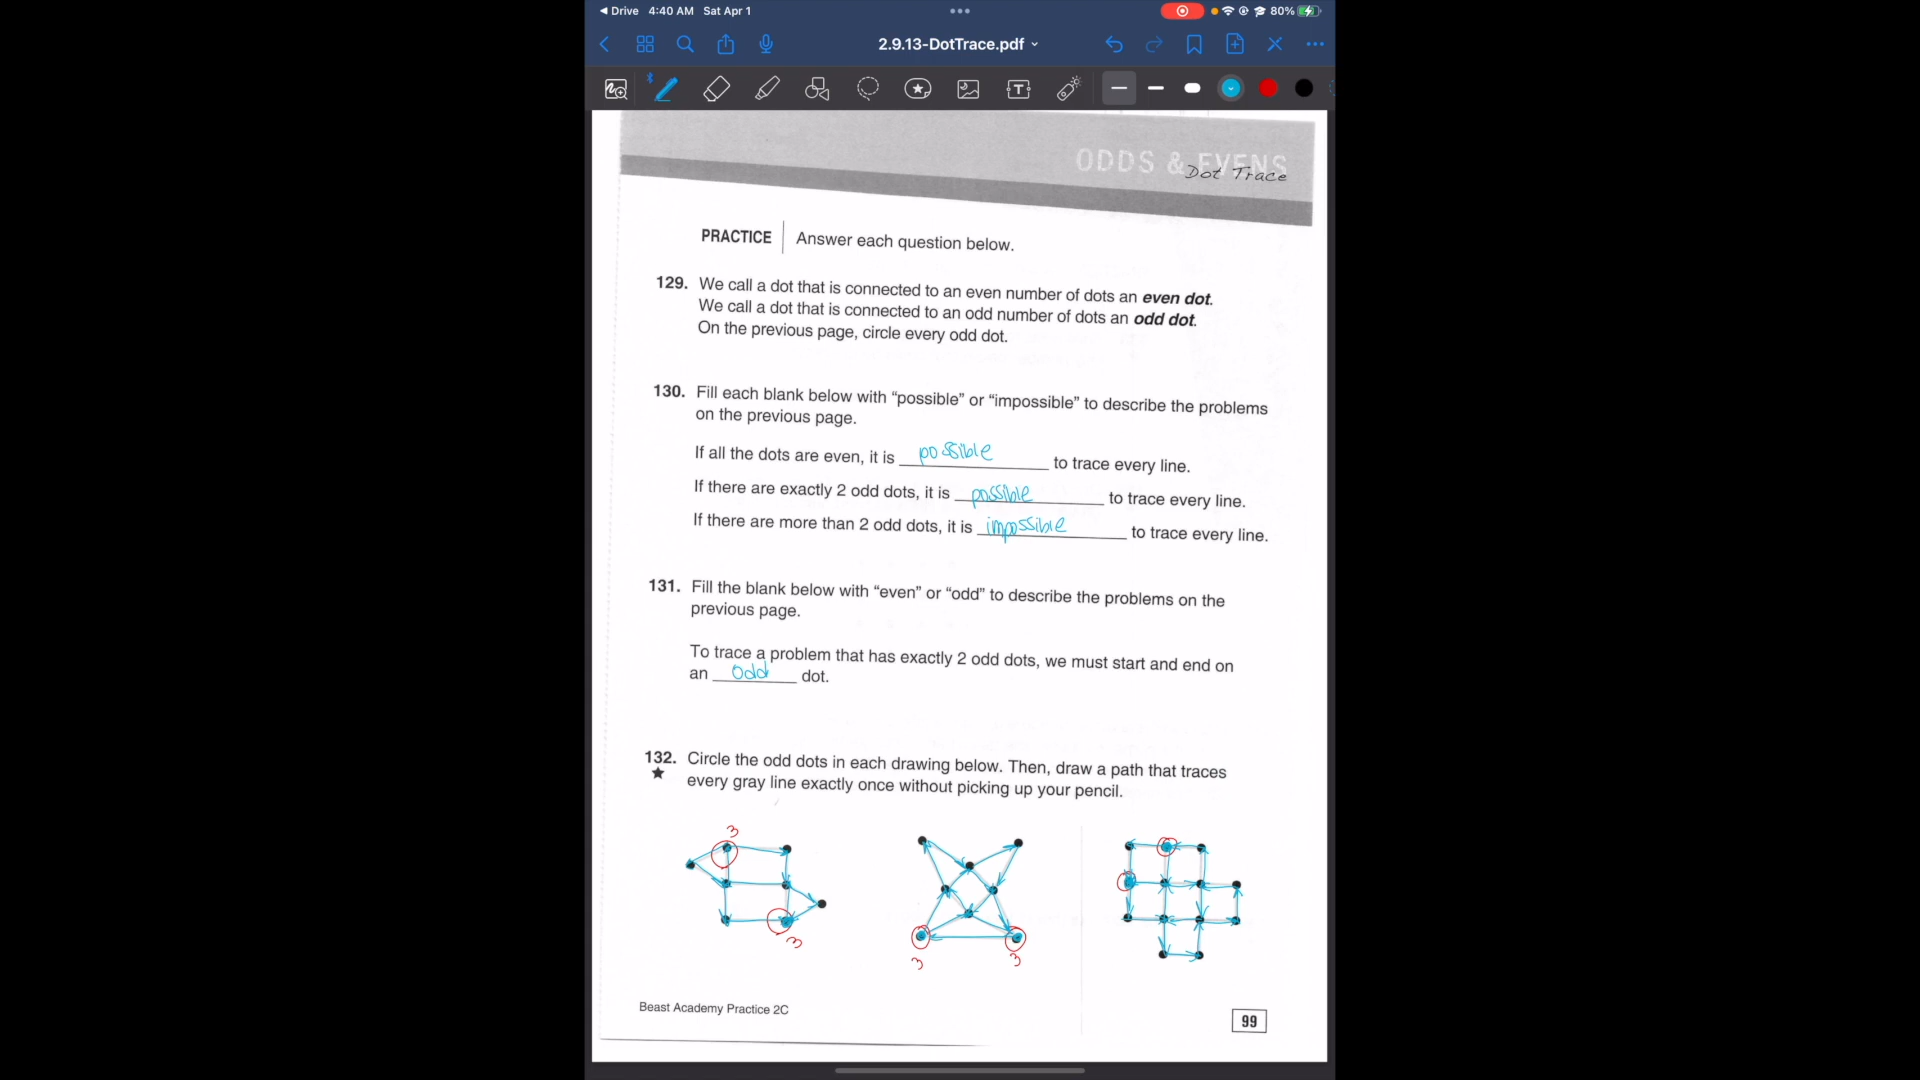 Drive 4:40 AM Sat Apr 1 80%
2.9.13-DotTrace.pdf
ODDS & EVENS
Dot Trace
PRACTICE Answer each question below.
129. We call a dot that is connected to an even number of dots an even dot.
We call a dot that is connected to an odd number of dots an odd dot.
On the previous page, circle every odd dot.
130. Fill each blank below with “possible” or “impossible” to describe the problems
on the previous page.
If all the dots are even, it is possible to trace every line.
If there are exactly 2 odd dots, it is possible to trace every line.
If there are more than 2 odd dots, it is impossible to trace every line.
131. Fill the blank below with “even” or “odd” to describe the problems on the
previous page.
To trace a problem that has exactly 2 odd dots, we must start and end on
an odd dot.
132. Circle the odd dots in each drawing below. Then, draw a path that traces
★ every gray line exactly once without picking up your pencil.
3
3
3 3
Beast Academy Practice 2C
99